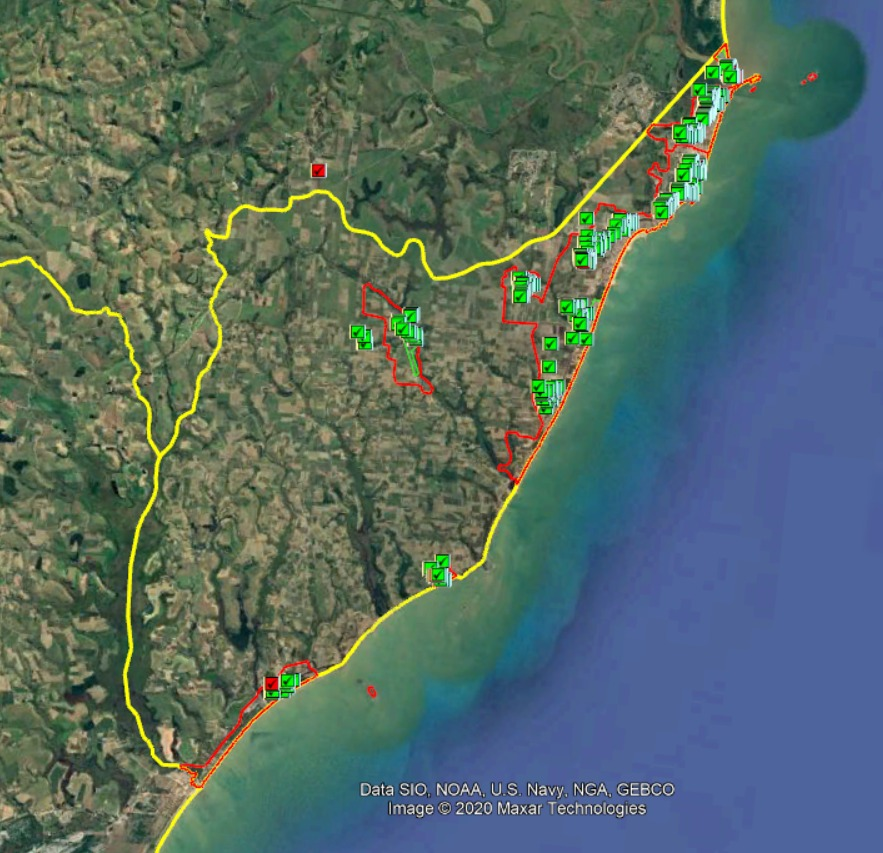 Data SIO, NOAA, U.S. Navy, NGA, GEBCO
Image © 2020 Maxar Technologies